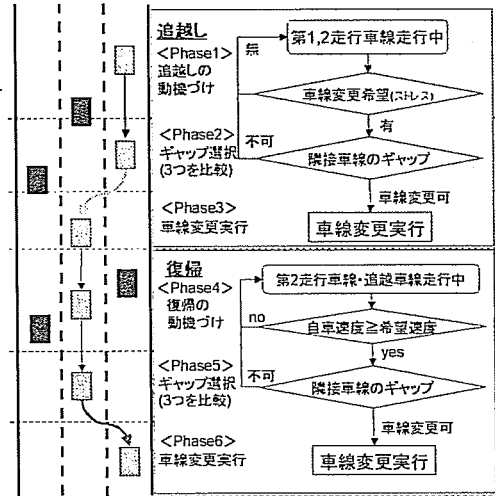 追越し
<Phase1>
追越しの
動機づけ
無
第1,2走行車線走行中
車線変更希望(ストレス)
有
<Phase2>
ギャップ選択
(3つを比較)
不可
隣接車線のギャップ
車線変更可
<Phase3>
車線変更実行
車線変更実行
復帰
<Phase4>
復帰の
動機づけ
第2走行車線・追越車線走行中
no
自車速度≧希望速度
yes
<Phase5>
ギャップ選択
(3つを比較)
不可
隣接車線のギャップ
車線変更可
<Phase6>
車線変更実行
車線変更実行